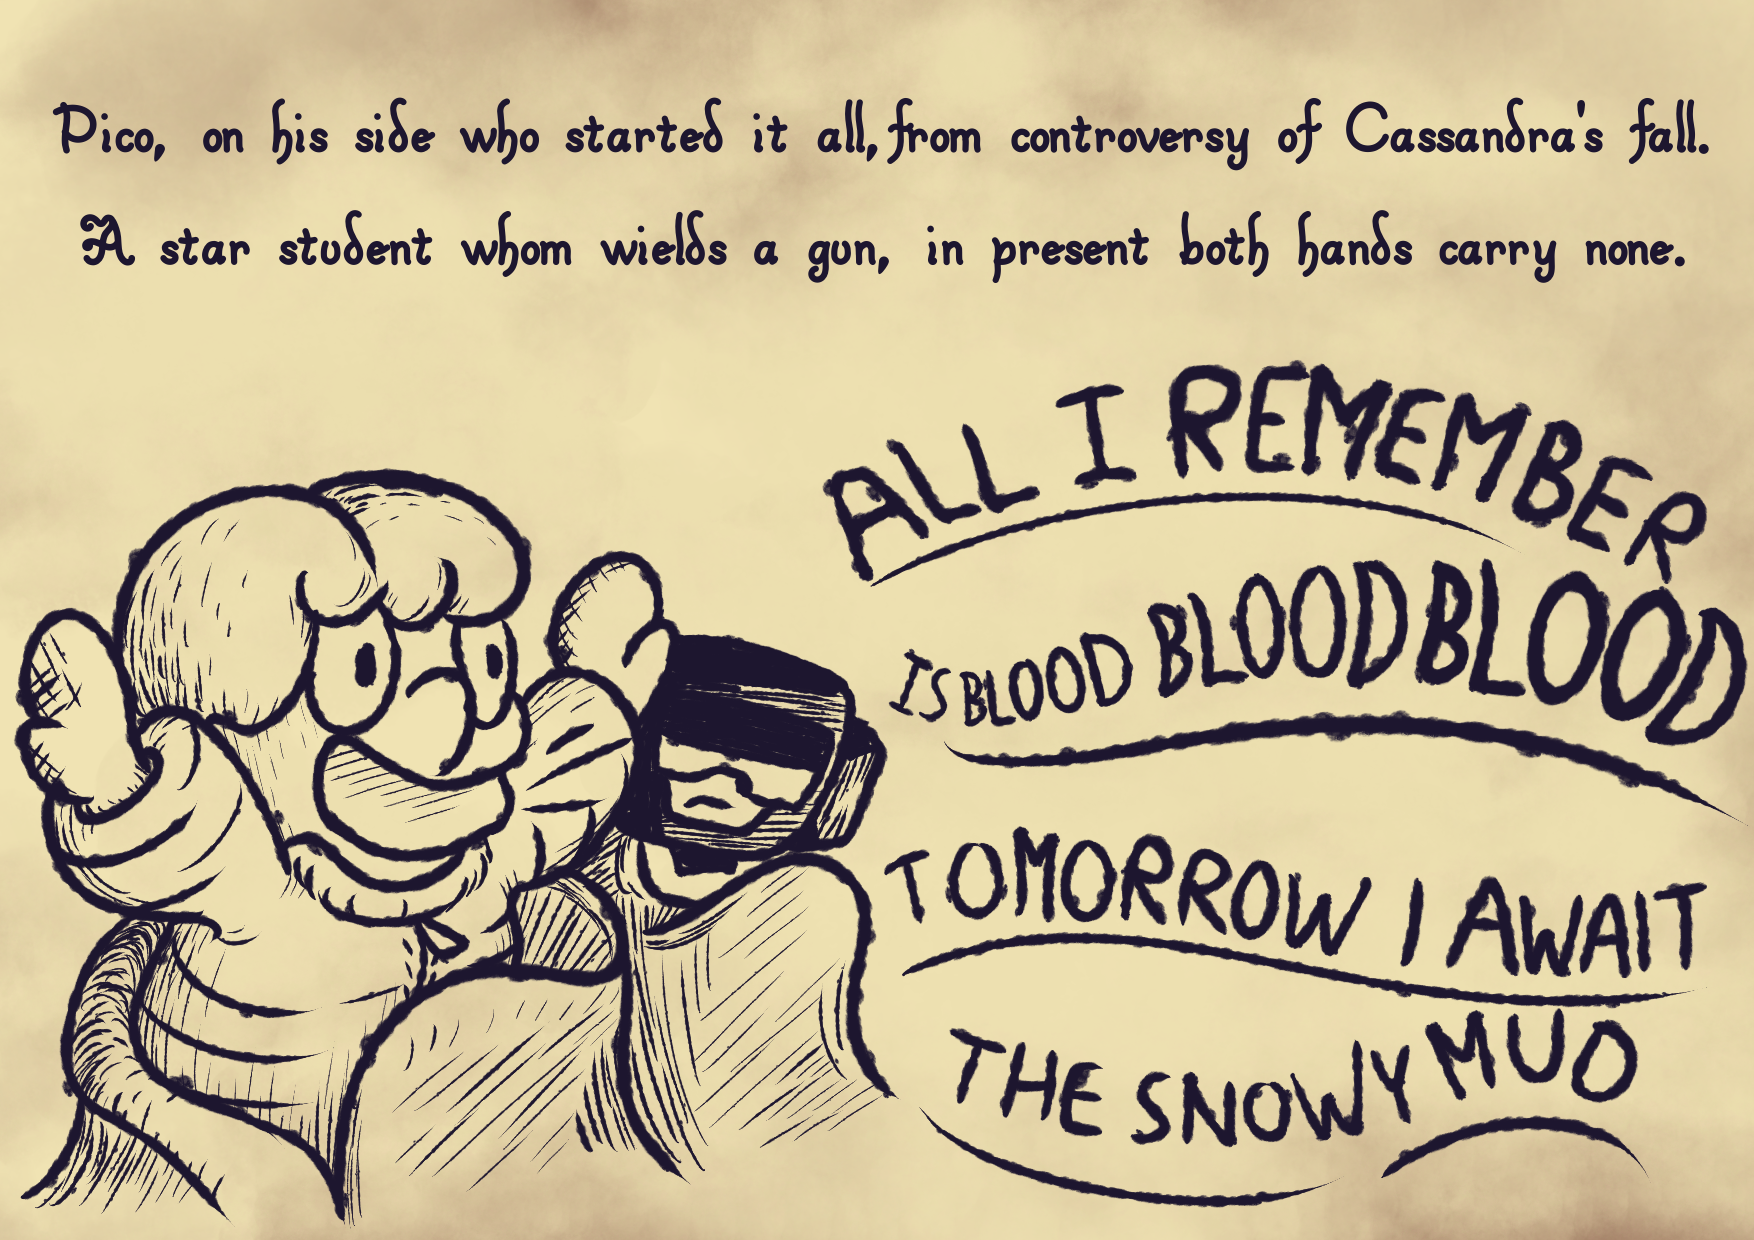 Pico, on his side who started it all, from controversy of Cassandra's fall.
A star student whom wields a gun, in present both hands carry none.
ALL I REMEMBER
IS BLOOD BLOOD BLOOD
TOMORROW I AWAIT
THE SNOWY MUD